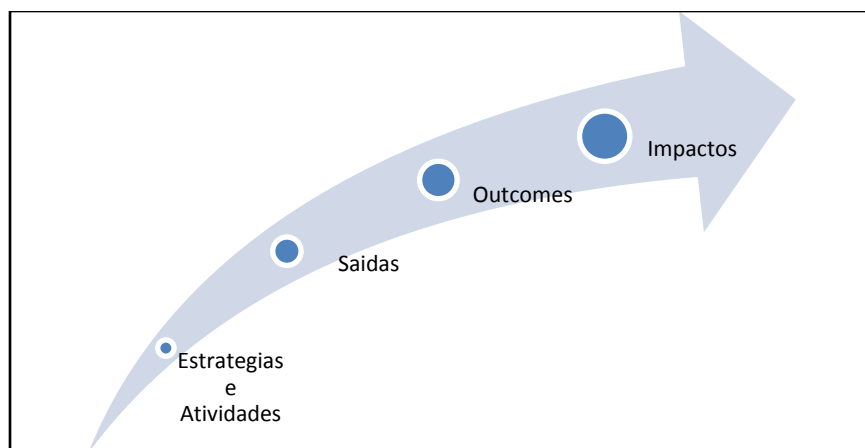 Impactos
Outcomes
Saidas
Estrategias
e
Atividades